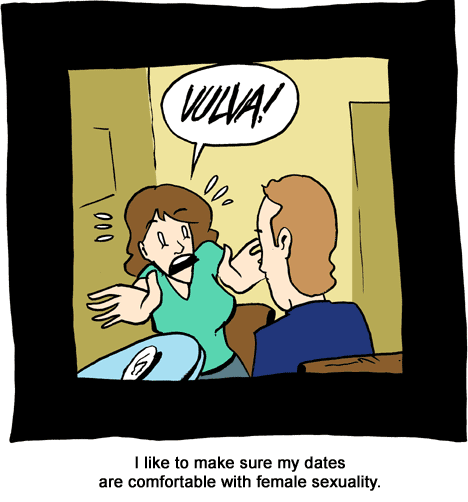 VULVA!
I like to make sure my dates
are comfortable with female sexuality.